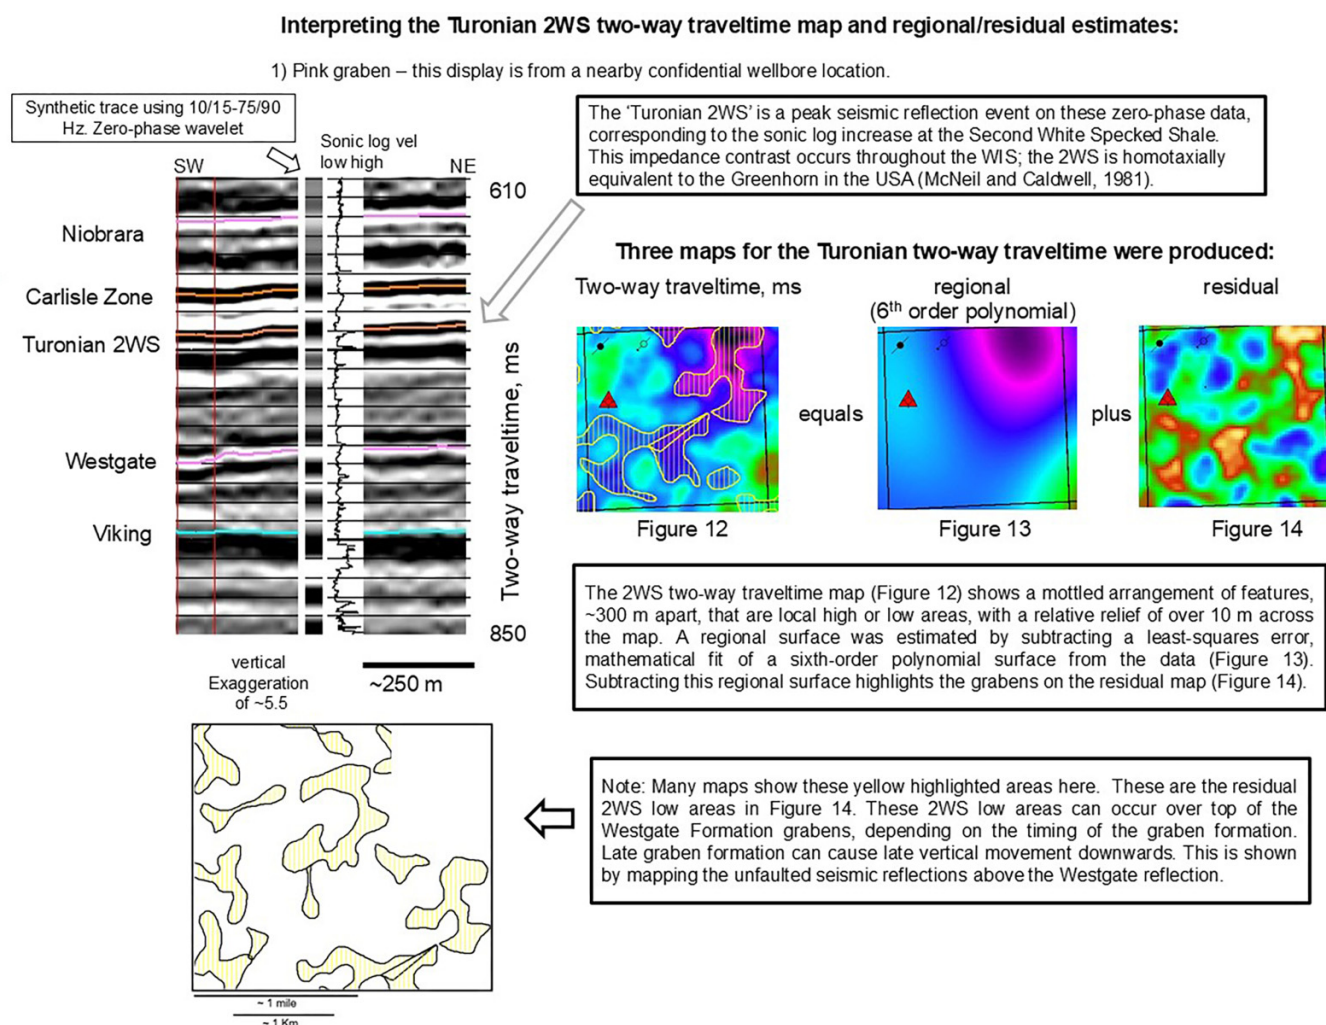 Interpreting the Turonian 2WS two-way traveltime map and regional/residual estimates:
1) Pink graben – this display is from a nearby confidential wellbore location.
Synthetic trace using 10/15-75/90
Hz. Zero-phase wavelet
Sonic log vel
low high
SW
NE
610
Niobrara
Carlisle Zone
Turonian 2WS
Westgate
Viking
Two-way traveltime, ms
850
vertical
Exaggeration
of ~5.5
~250 m
The ‘Turonian 2WS’ is a peak seismic reflection event on these zero-phase data,
corresponding to the sonic log increase at the Second White Specked Shale.
This impedance contrast occurs throughout the WIS; the 2WS is homotaxially
equivalent to the Greenhorn in the USA (McNeil and Caldwell, 1981).
Three maps for the Turonian two-way traveltime were produced:
Two-way traveltime, ms
regional
(6th order polynomial)
residual
equals
plus
Figure 12
Figure 13
Figure 14
The 2WS two-way traveltime map (Figure 12) shows a mottled arrangement of features,
~300 m apart, that are local high or low areas, with a relative relief of over 10 m across
the map. A regional surface was estimated by subtracting a least-squares error,
mathematical fit of a sixth-order polynomial surface from the data (Figure 13).
Subtracting this regional surface highlights the grabens on the residual map (Figure 14).
Note: Many maps show these yellow highlighted areas here. These are the residual
2WS low areas in Figure 14. These 2WS low areas can occur over top of the
Westgate Formation grabens, depending on the timing of the graben formation.
Late graben formation can cause late vertical movement downwards. This is shown
by mapping the unfaulted seismic reflections above the Westgate reflection.
~ 1 mile
~ 1 Km